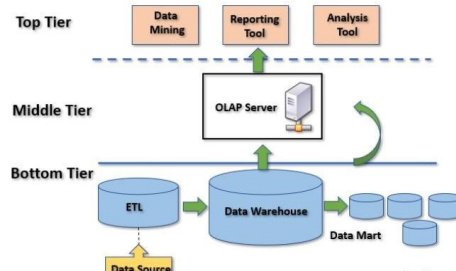 Top Tier
Data
Mining
Reporting
Tool
Analysis
Tool
Middle Tier
OLAP Server
Bottom Tier
ETL
Data Warehouse
Data Mart
Data Source